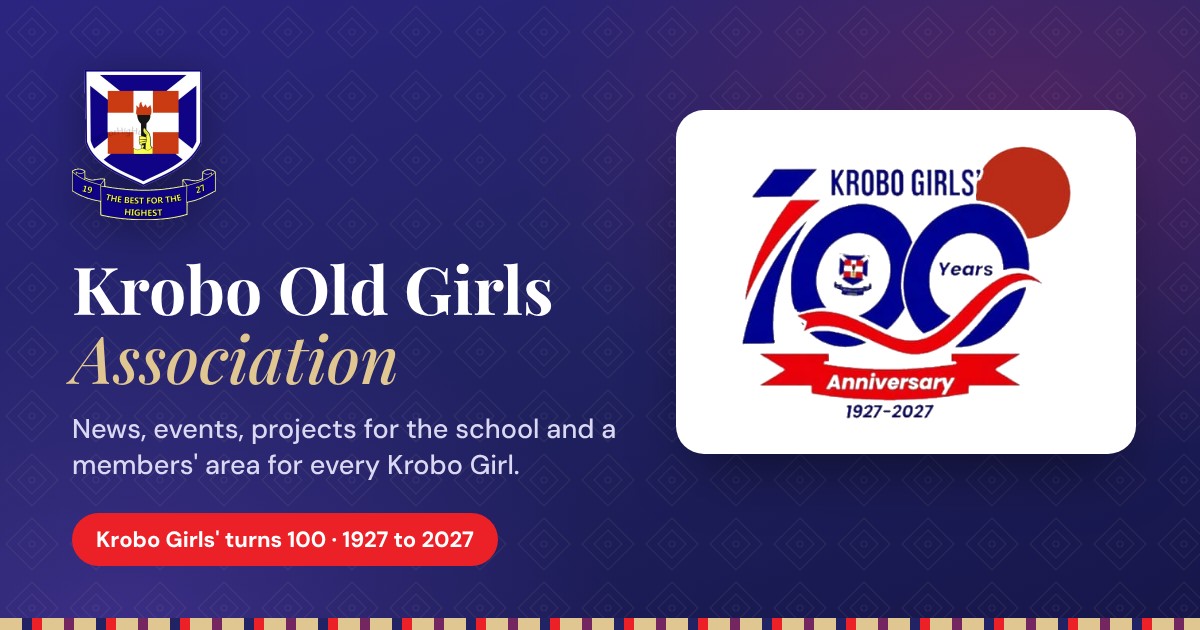 19 27
THE BEST FOR THE
HIGHEST
Krobo Old Girls
Association
News, events, projects for the school and a
members' area for every Krobo Girl.
Krobo Girls' turns 100 · 1927 to 2027
KROBO GIRLS'
100
Years
Anniversary
1927-2027